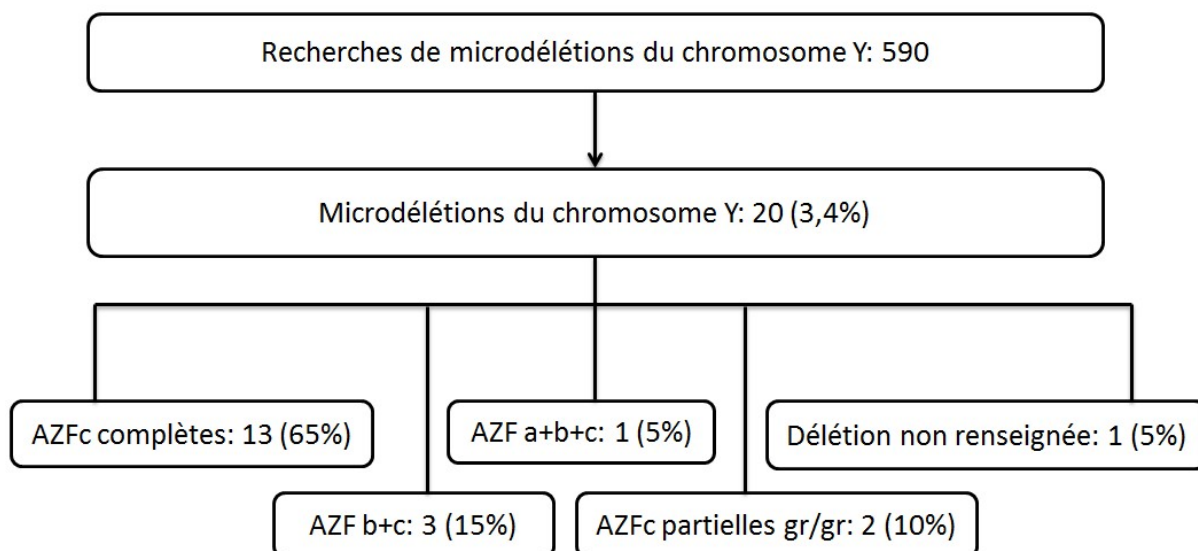 Recherches de microdélétions du chromosome Y: 590
Microdélétions du chromosome Y: 20 (3,4%)
AZFc complètes: 13 (65%)
AZF a+b+c: 1 (5%)
Délétion non renseignée: 1 (5%)
AZF b+c: 3 (15%)
AZFc partielles gr/gr: 2 (10%)